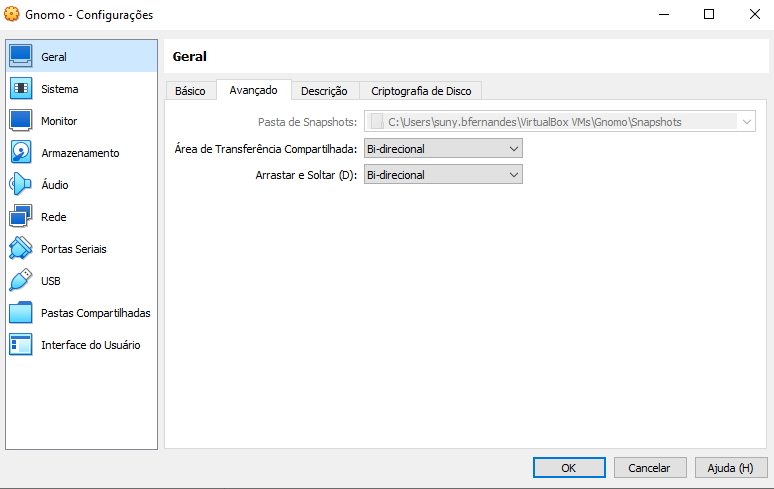 Gnomo - Configurações
Geral
Sistema
Monitor
Armazenamento
Áudio
Rede
Portas Seriais
USB
Pastas Compartilhadas
Interface do Usuário
Geral
Básico Avançado Descrição Criptografia de Disco
Pasta de Snapshots: C:\Users\suny.bfernandes\VirtualBox VMs\Gnomo\Snapshots
Área de Transferência Compartilhada: Bi-direcional
Arrastar e Soltar (D): Bi-direcional
OK Cancelar Ajuda (H)